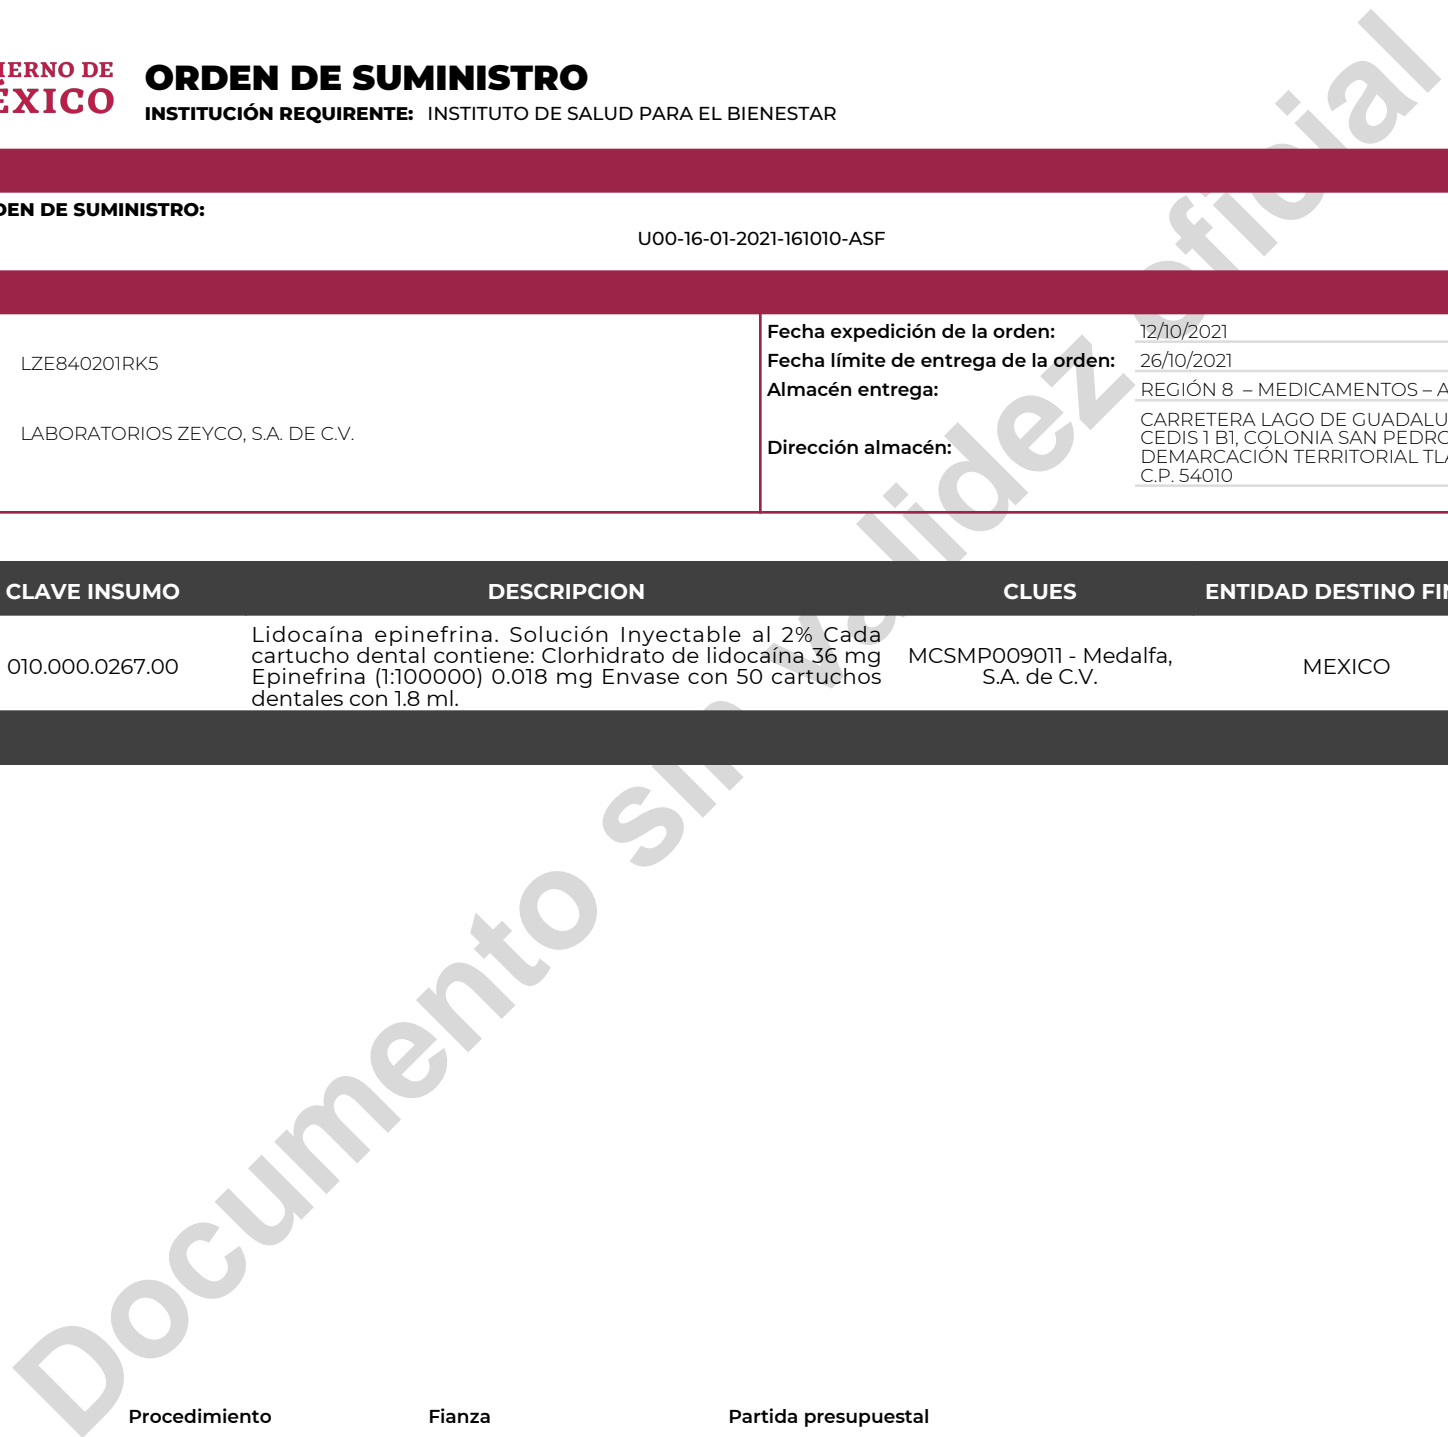 IERNO DE
ÉXICO
ORDEN DE SUMINISTRO
INSTITUCIÓN REQUIRENTE: INSTITUTO DE SALUD PARA EL BIENESTAR
DEN DE SUMINISTRO:
U00-16-01-2021-161010-ASF
LZE840201RK5
LABORATORIOS ZEYCO, S.A. DE C.V.
Fecha expedición de la orden: 12/10/2021
Fecha límite de entrega de la orden: 26/10/2021
Almacén entrega: REGIÓN 8 – MEDICAMENTOS – A
Dirección almacén:
CARRETERA LAGO DE GUADALU
CEDIS 1 B1, COLONIA SAN PEDRO
DEMARCACIÓN TERRITORIAL TLA
C.P. 54010
CLAVE INSUMO DESCRIPCION CLUES ENTIDAD DESTINO FIN
010.000.0267.00
Lidocaína epinefrina. Solución Inyectable al 2% Cada
cartucho dental contiene: Clorhidrato de lidocaína 36 mg
Epinefrina (1:100000) 0.018 mg Envase con 50 cartuchos
dentales con 1.8 ml.
MCSMP009011 - Medalfa,
S.A. de C.V.
MEXICO
Documento sin validez oficial
Procedimiento Fianza Partida presupuestal